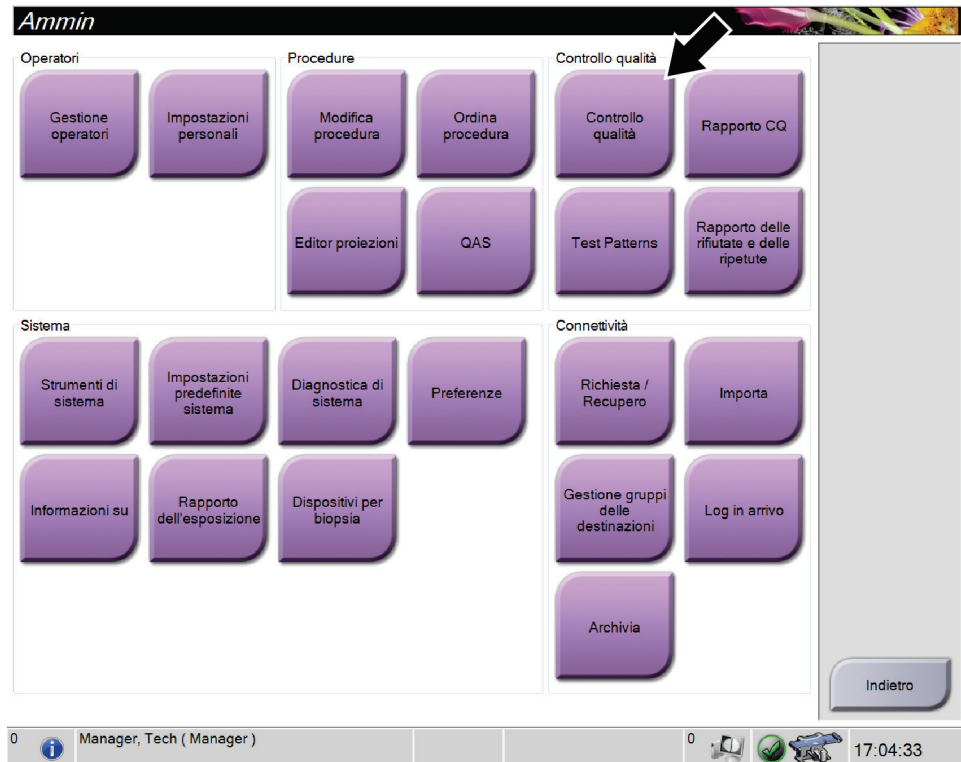 Ammin
Operatori
Gestione
operatori
Impostazioni
personali
Procedure
Modifica
procedura
Ordina
procedura
Editor proiezioni
QAS
Controllo qualità
Controllo
qualità
Rapporto CQ
Test Patterns
Rapporto delle
rifiutate e delle
ripetute
Sistema
Strumenti di
sistema
Impostazioni
predefinite
sistema
Diagnostica di
sistema
Preferenze
Informazioni su
Rapporto
dell'esposizione
Dispositivi per
biopsia
Connettività
Richiesta /
Recupero
Importa
Gestione gruppi
delle
destinazioni
Log in arrivo
Archivia
Indietro
0
Manager, Tech ( Manager )
0
17:04:33